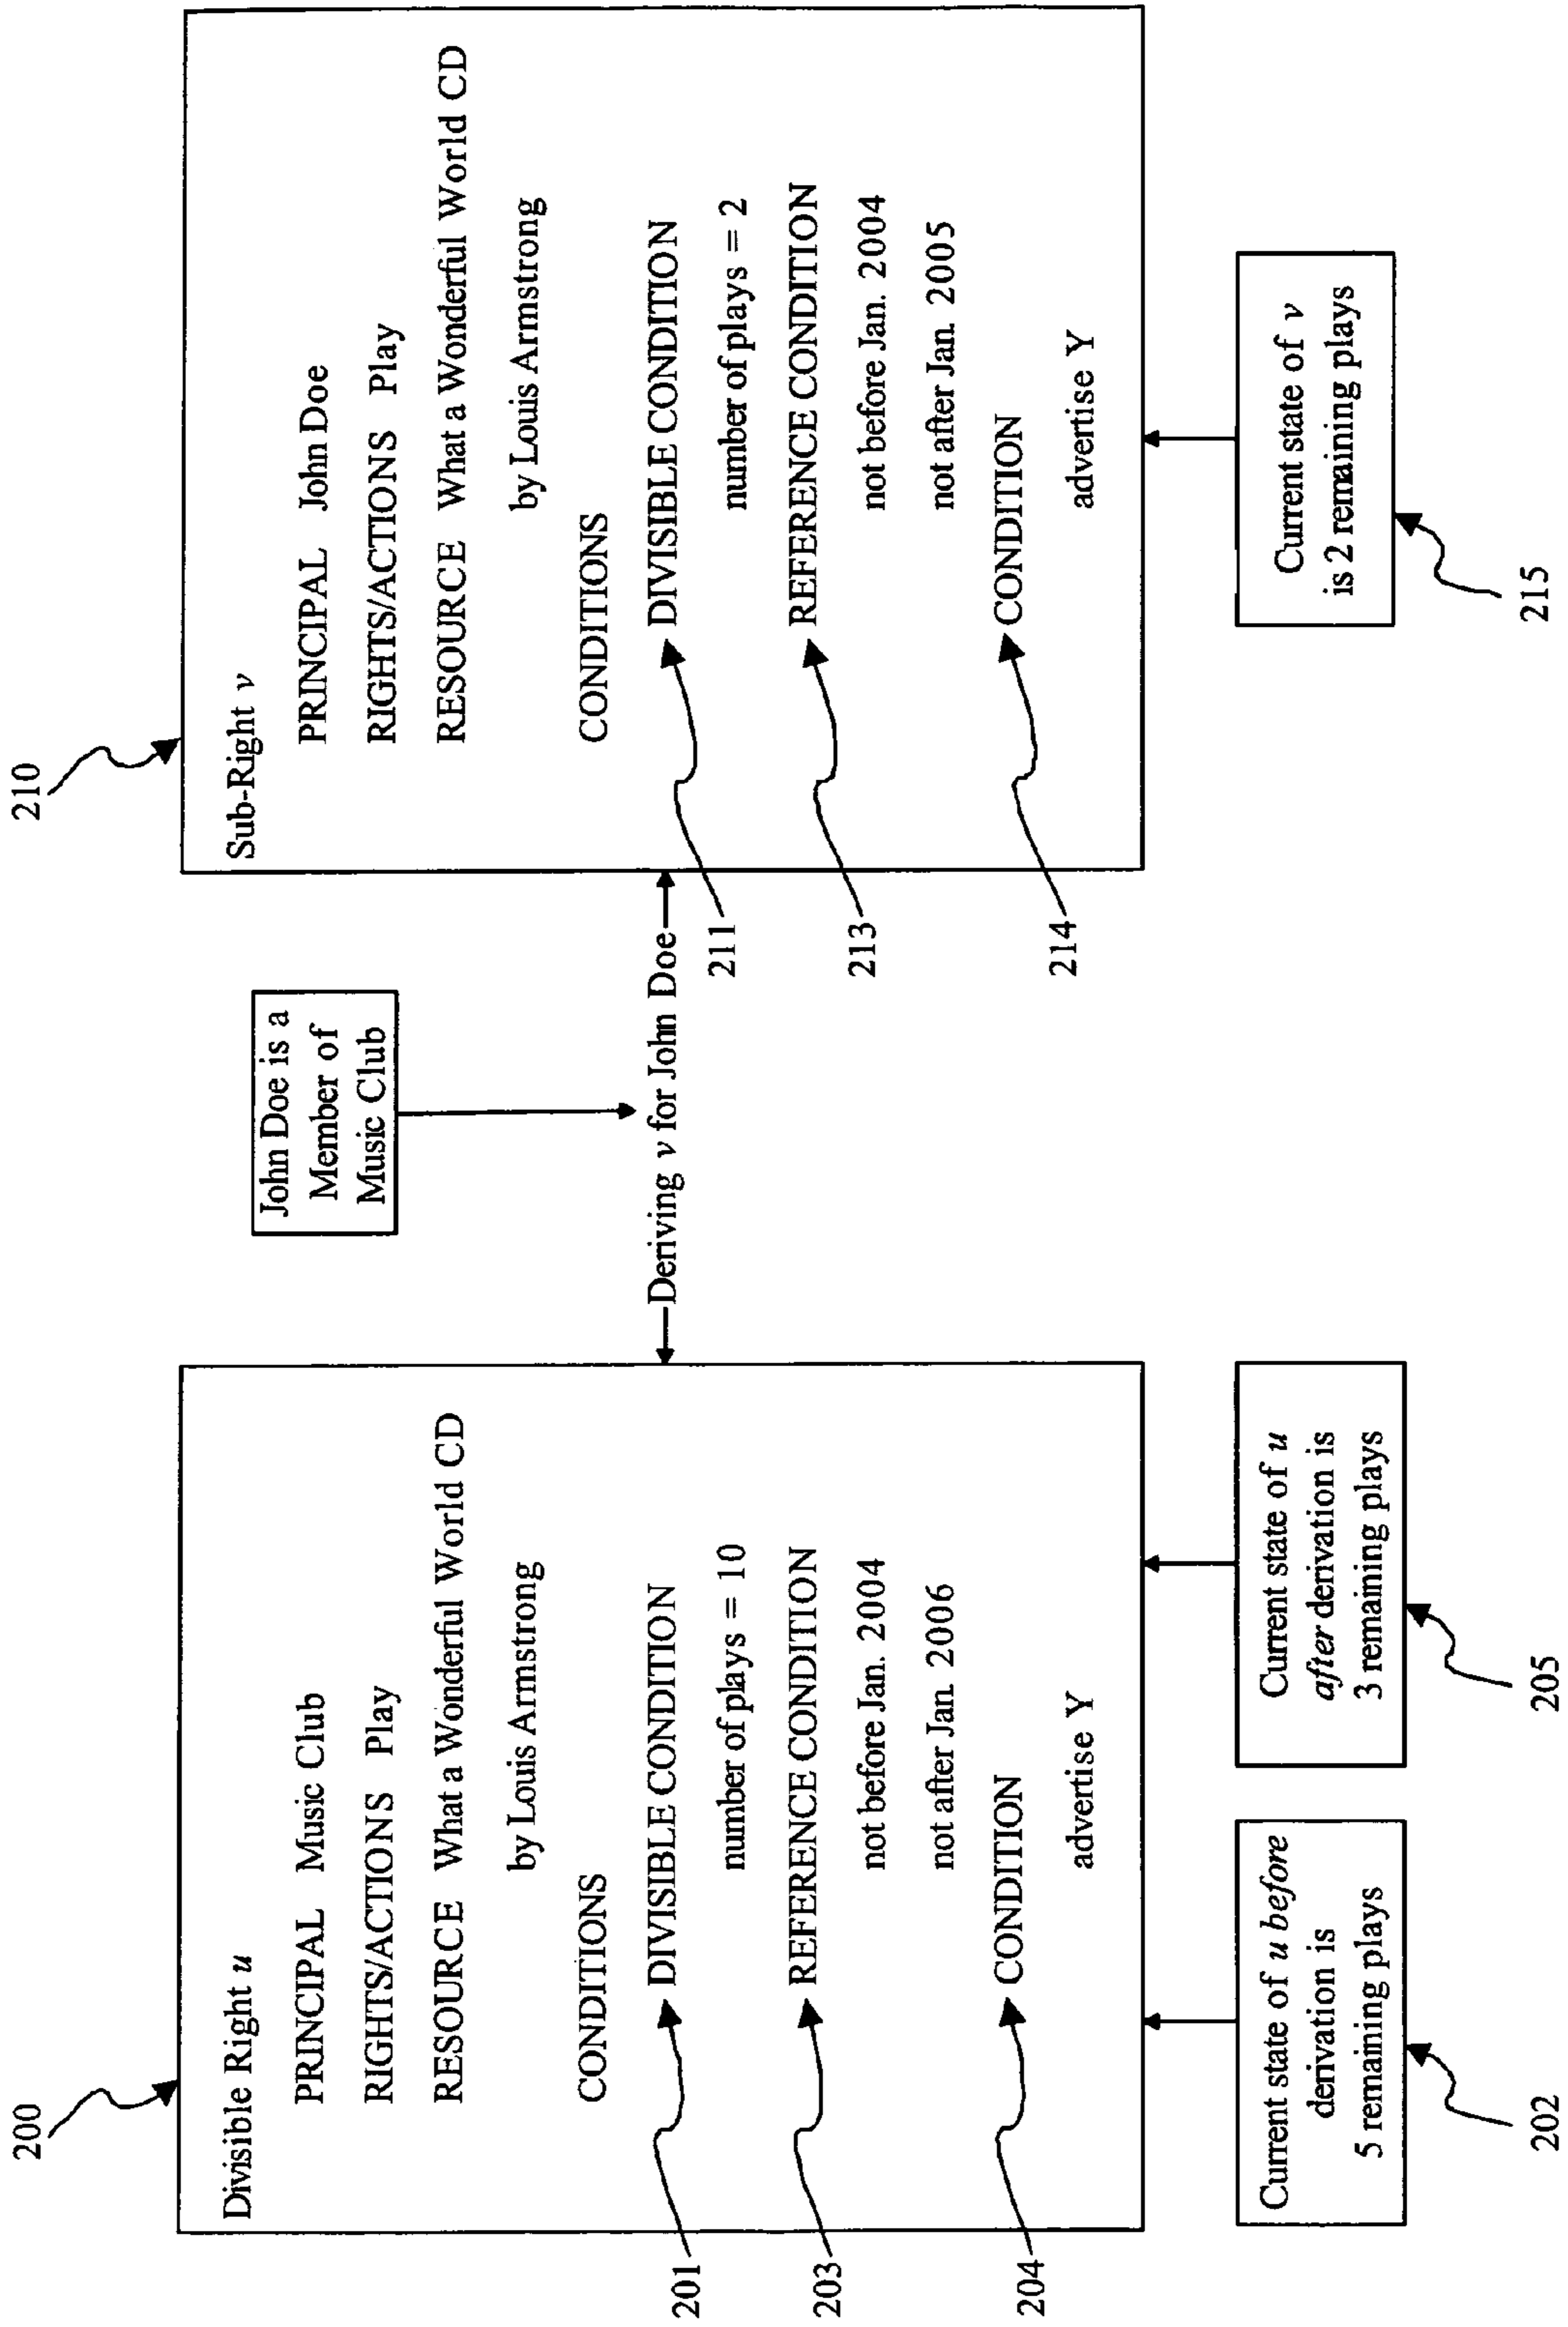 200
Divisible Right u
PRINCIPAL Music Club
RIGHTS/ACTIONS Play
RESOURCE What a Wonderful World CD
by Louis Armstrong
CONDITIONS
201
DIVISIBLE CONDITION
number of plays = 10
203
REFERENCE CONDITION
not before Jan. 2004
not after Jan. 2006
204
CONDITION
advertise Y
Current state of u before
derivation is
5 remaining plays
202
Current state of u
after derivation is
3 remaining plays
205
John Doe is a
Member of
Music Club
Deriving v for John Doe
210
Sub-Right v
PRINCIPAL John Doe
RIGHTS/ACTIONS Play
RESOURCE What a Wonderful World CD
by Louis Armstrong
CONDITIONS
211
DIVISIBLE CONDITION
number of plays = 2
213
REFERENCE CONDITION
not before Jan. 2004
not after Jan. 2005
214
CONDITION
advertise Y
Current state of v
is 2 remaining plays
215